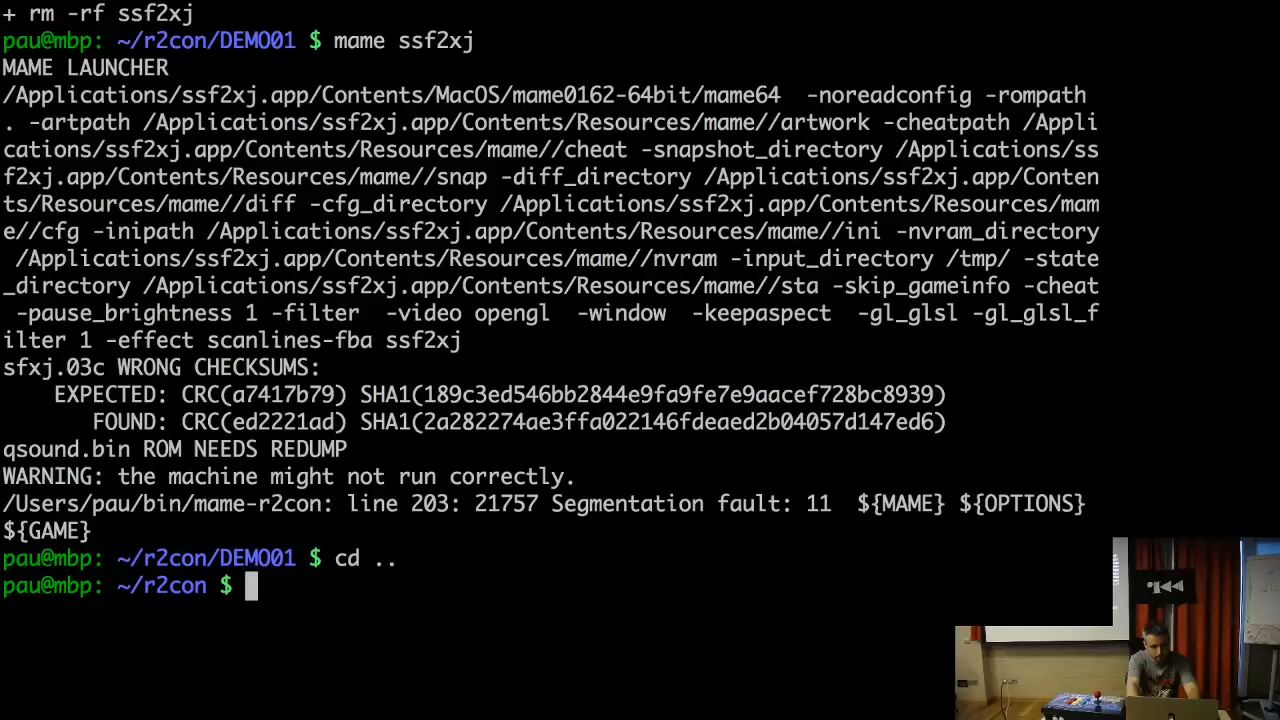 + rm -rf ssf2xj
pau@mbp: ~/r2con/DEMO01 $ mame ssf2xj
MAME LAUNCHER
/Applications/ssf2xj.app/Contents/MacOS/mame0162-64bit/mame64  -noreadconfig -rompath
. -artpath /Applications/ssf2xj.app/Contents/Resources/mame//artwork -cheatpath /Appli
cations/ssf2xj.app/Contents/Resources/mame//cheat -snapshot_directory /Applications/ss
f2xj.app/Contents/Resources/mame//snap -diff_directory /Applications/ssf2xj.app/Conten
ts/Resources/mame//diff -cfg_directory /Applications/ssf2xj.app/Contents/Resources/mam
e//cfg -inipath /Applications/ssf2xj.app/Contents/Resources/mame//ini -nvram_directory
 /Applications/ssf2xj.app/Contents/Resources/mame//nvram -input_directory /tmp/ -state
_directory /Applications/ssf2xj.app/Contents/Resources/mame//sta -skip_gameinfo -cheat
 -pause_brightness 1 -filter  -video opengl  -window  -keepaspect  -gl_glsl -gl_glsl_f
ilter 1 -effect scanlines-fba ssf2xj
sfxj.03c WRONG CHECKSUMS:
    EXPECTED: CRC(a7417b79) SHA1(189c3ed546bb2844e9fa9fe7e9aacef728bc8939)
       FOUND: CRC(ed2221ad) SHA1(2a282274ae3ffa022146fdeaed2b04057d147ed6)
qsound.bin ROM NEEDS REDUMP
WARNING: the machine might not run correctly.
/Users/pau/bin/mame-r2con: line 203: 21757 Segmentation fault: 11  ${MAME} ${OPTIONS}
${GAME}
pau@mbp: ~/r2con/DEMO01 $ cd ..
pau@mbp: ~/r2con $